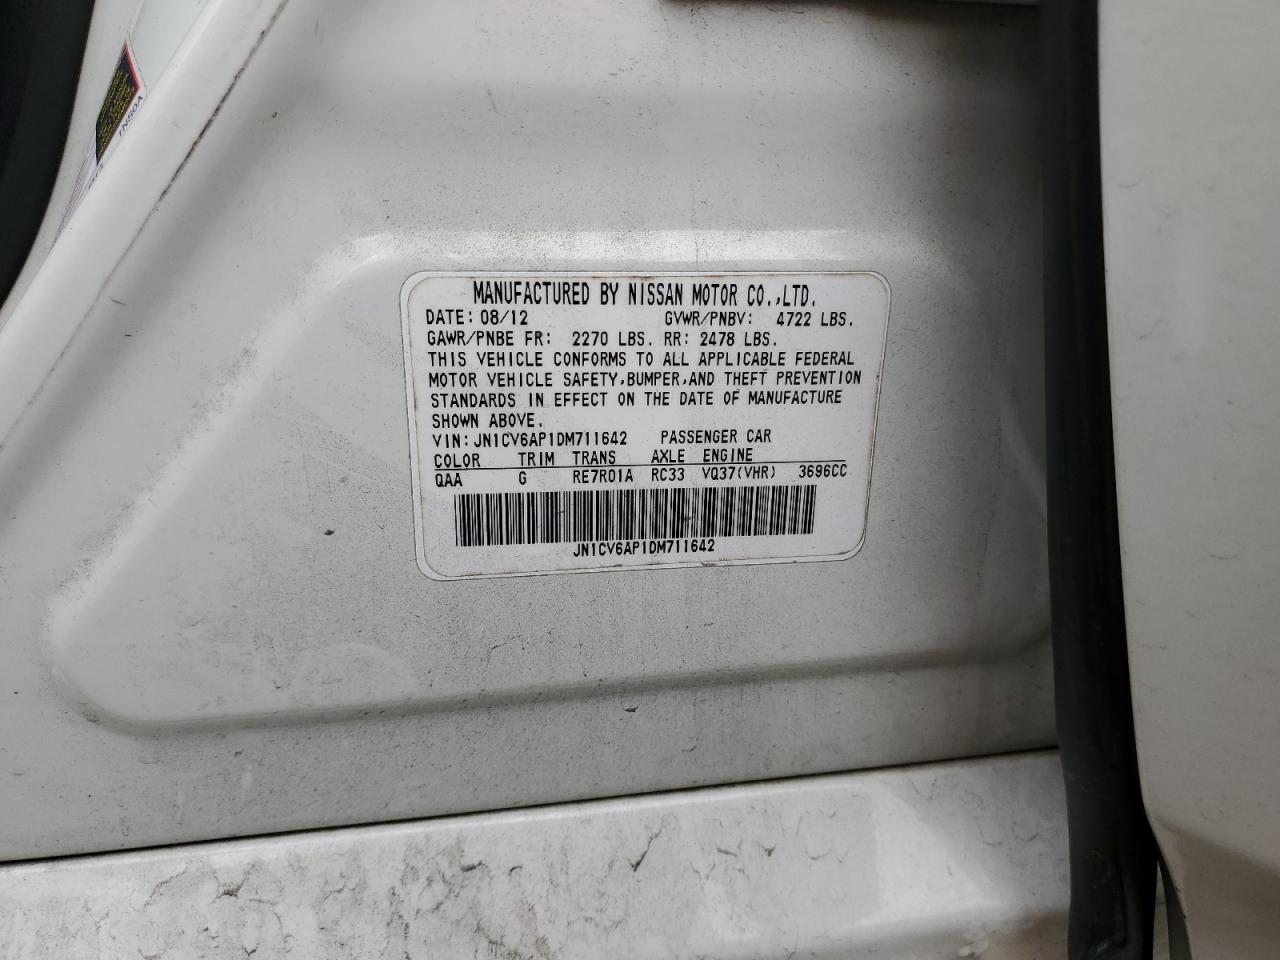 MANUFACTURED BY NISSAN MOTOR CO.,LTD.
DATE: 08/12 GVWR/PNBV: 4722 LBS.
GAWR/PNBE FR: 2270 LBS. RR: 2478 LBS.
THIS VEHICLE CONFORMS TO ALL APPLICABLE FEDERAL
MOTOR VEHICLE SAFETY,BUMPER,AND THEFT PREVENTION
STANDARDS IN EFFECT ON THE DATE OF MANUFACTURE
SHOWN ABOVE.
VIN: JN1CV6AP1DM711642 PASSENGER CAR
COLOR TRIM TRANS AXLE ENGINE
QAA G RE7R01A RC33 VQ37(VHR) 3696CC
JN1CV6AP1DM711642